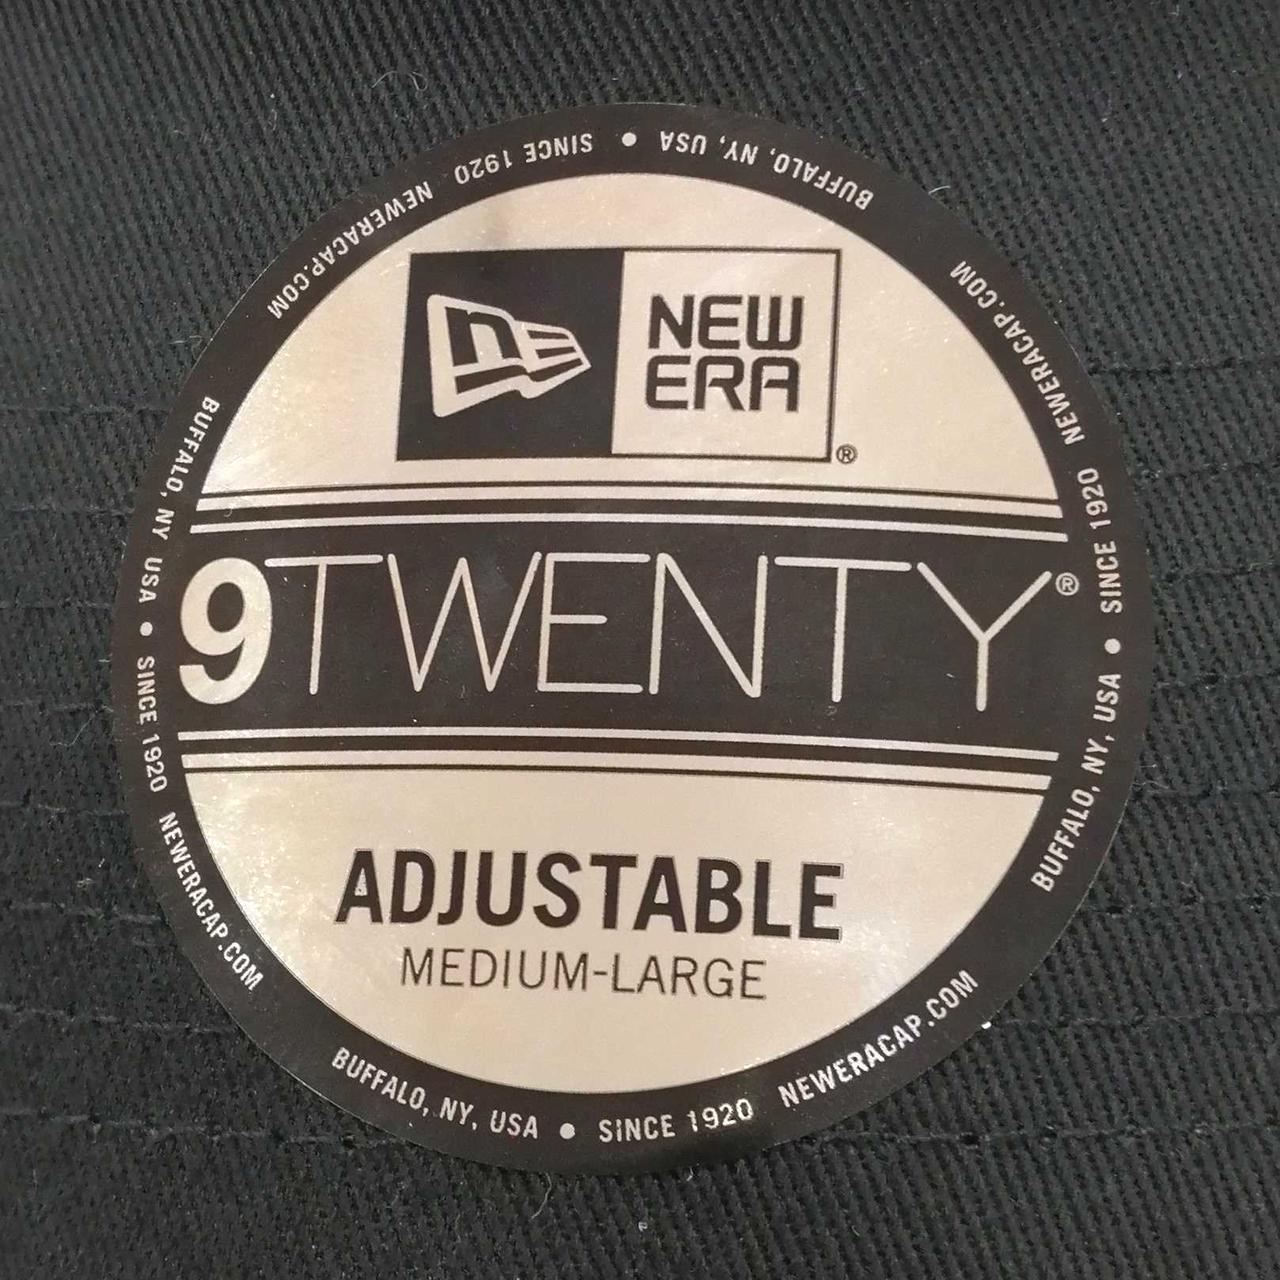 NEW
ERA®
9TWENTY®
ADJUSTABLE
MEDIUM-LARGE
BUFFALO, NY, USA • SINCE 1920 NEWERACAP.COM
BUFFALO, NY, USA • SINCE 1920 NEWERACAP.COM
BUFFALO, NY, USA • SINCE 1920 NEWERACAP.COM
BUFFALO, NY USA • SINCE 1920 NEWERACAP.COM